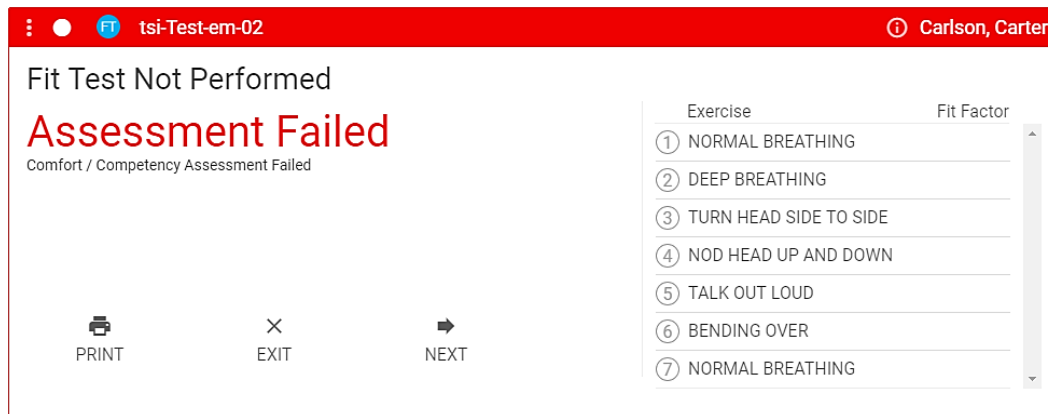 FT tsi-Test-em-02
Carlson, Carter
Fit Test Not Performed
Assessment Failed
Comfort / Competency Assessment Failed
PRINT EXIT NEXT
Exercise Fit Factor
1 NORMAL BREATHING
2 DEEP BREATHING
3 TURN HEAD SIDE TO SIDE
4 NOD HEAD UP AND DOWN
5 TALK OUT LOUD
6 BENDING OVER
7 NORMAL BREATHING